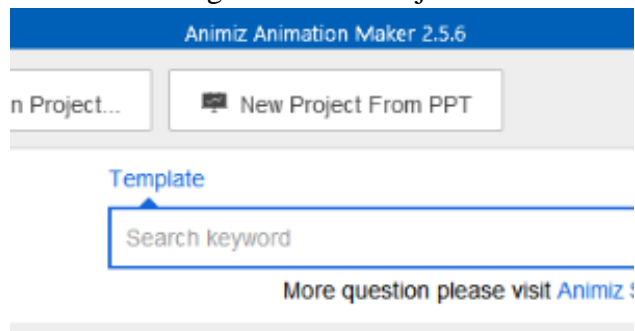 Animiz Animation Maker 2.5.6
n Project... New Project From PPT
Template
Search keyword
More question please visit Animiz